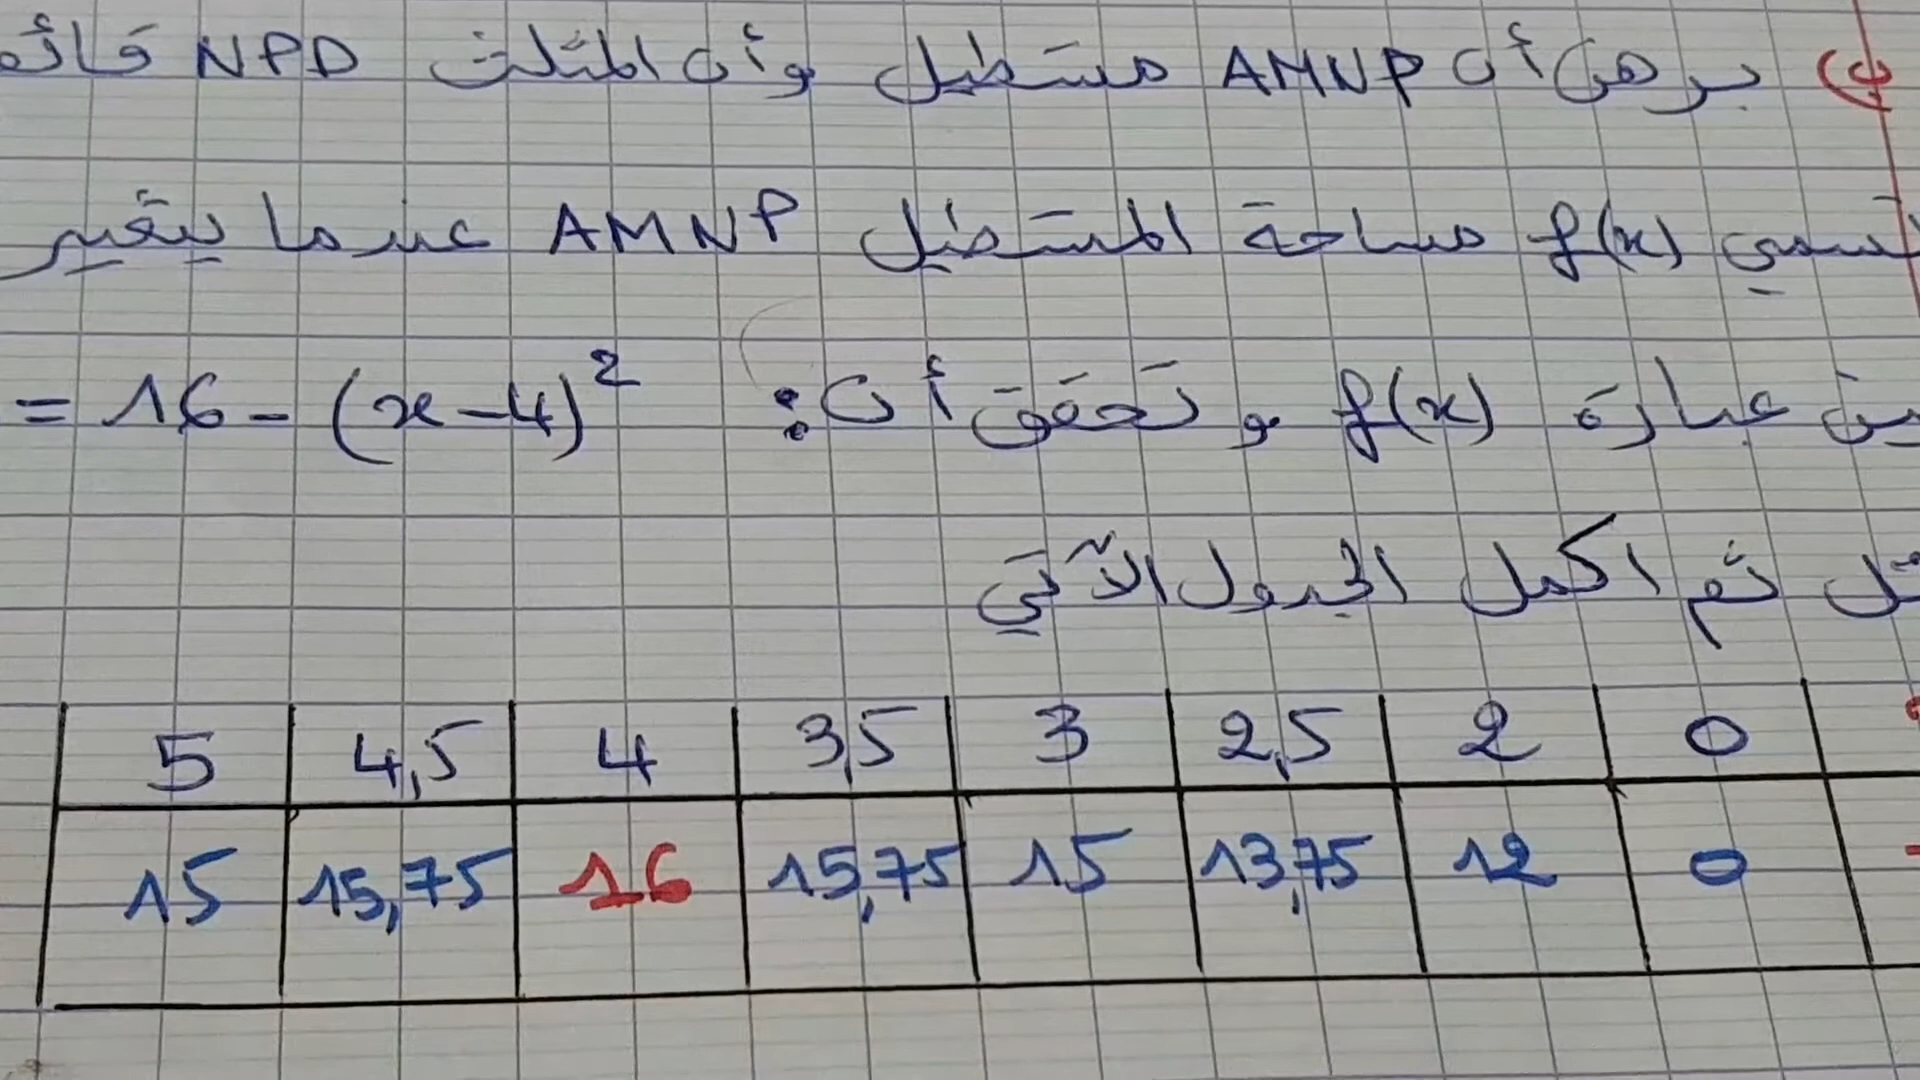 ب) برهن أن AMNP مستطيل وأن المثلث NPD قائم
نسمي f(x) مساحة المستطيل AMNP عندما يتغير
عين عبارة f(x) و تحقق أن: = 16 - (x-4)²
ثم اكمل الجدول الآتي
0 2 2,5 3 3,5 4 4,5 5
0 12 13,75 15 15,75 16 15,75 15